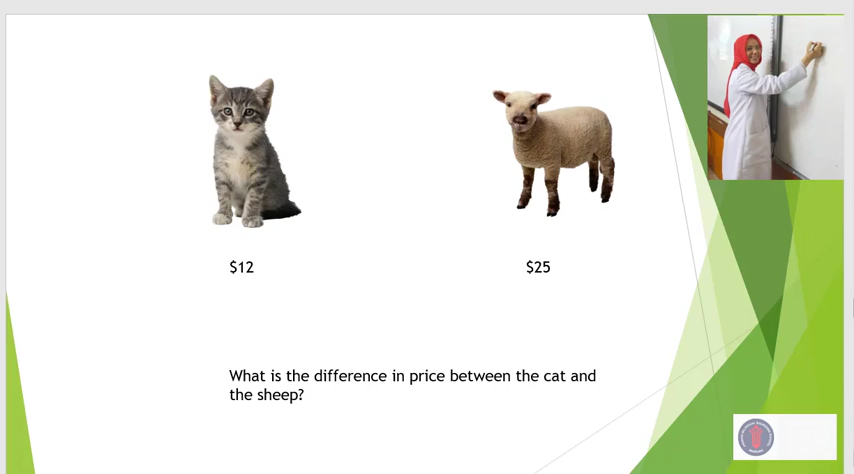 $12
$25
What is the difference in price between the cat and
the sheep?